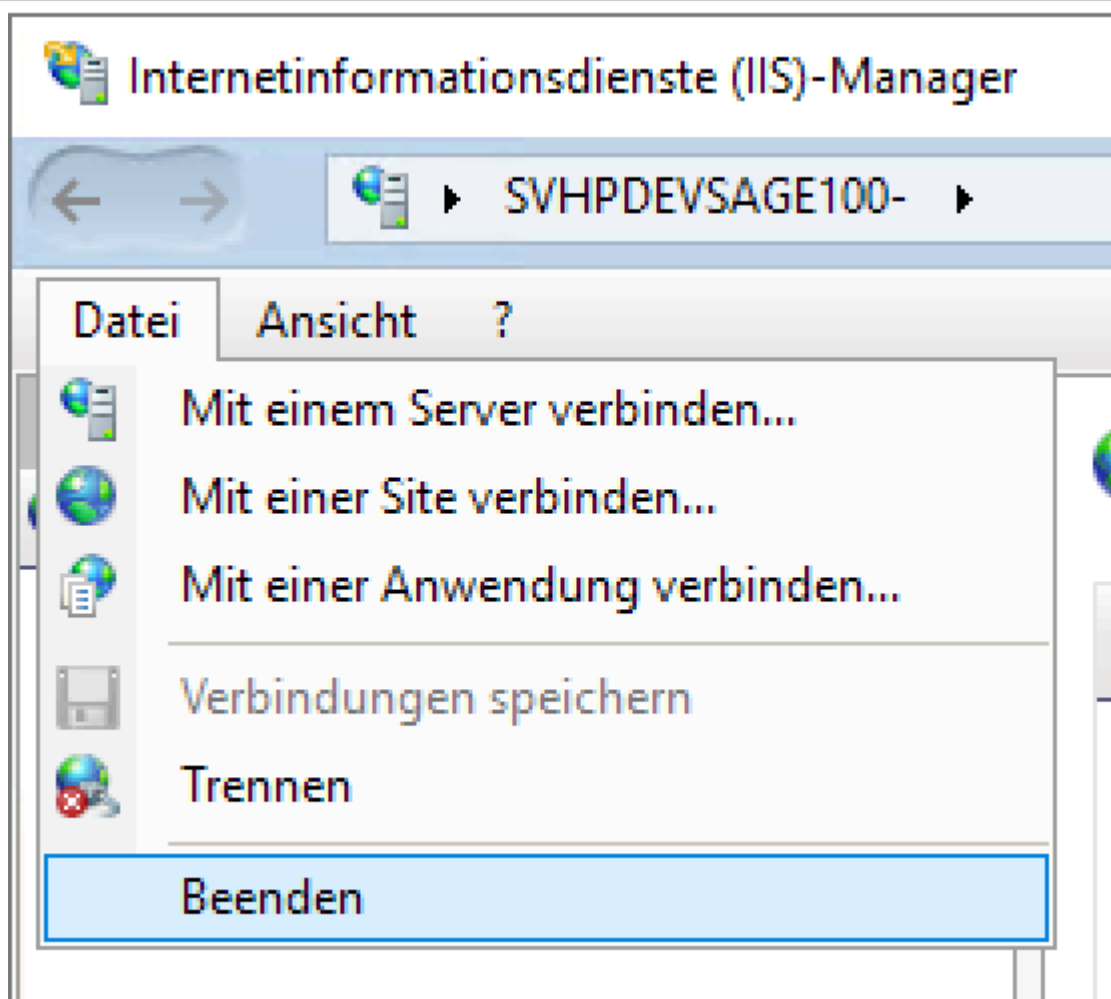 Internetinformationsdienste (IIS)-Manager
SVHPDEVSAGE100-
Datei Ansicht ?
Mit einem Server verbinden...
Mit einer Site verbinden...
Mit einer Anwendung verbinden...
Verbindungen speichern
Trennen
Beenden